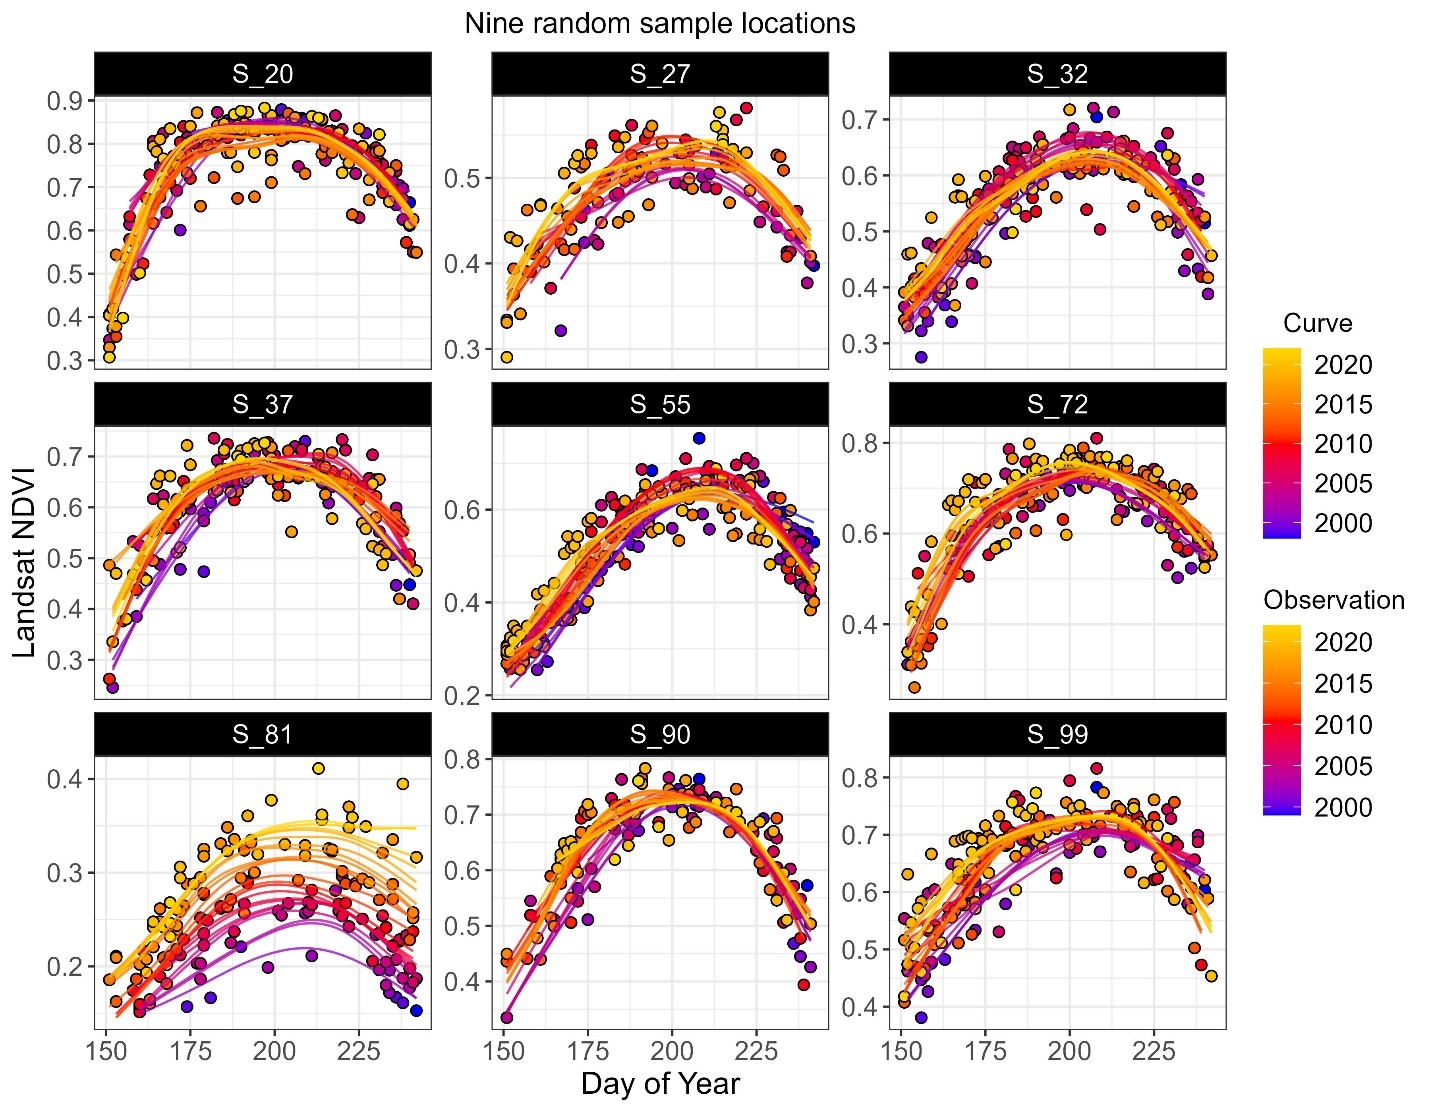 Nine random sample locations
S_20
S_27
S_32
0.9
0.8
0.7
0.6
0.5
0.4
0.3
0.5
0.4
0.3
0.7
0.6
0.5
0.4
0.3
S_37
S_55
S_72
0.7
0.6
0.5
0.4
0.3
0.6
0.4
0.2
0.8
0.6
0.4
S_81
S_90
S_99
0.4
0.3
0.2
0.8
0.7
0.6
0.5
0.4
0.8
0.7
0.6
0.5
0.4
150 175 200 225
150 175 200 225
150 175 200 225
Landsat NDVI
Day of Year
Curve
2020
2015
2010
2005
2000
Observation
2020
2015
2010
2005
2000